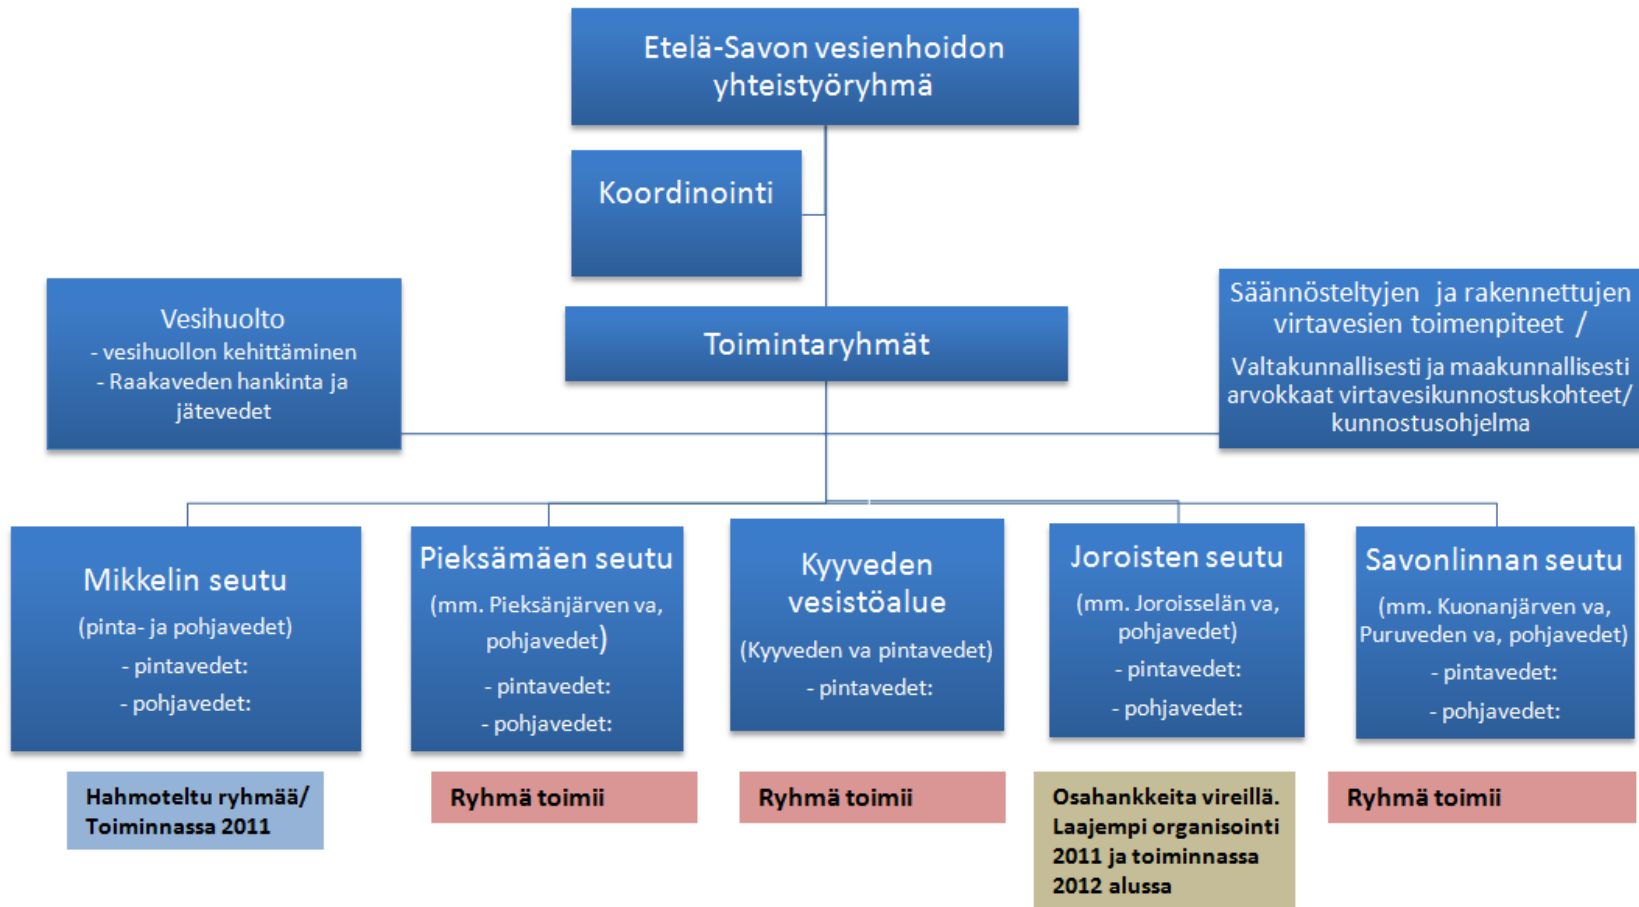 Etelä-Savon vesienhoidon
yhteistyöryhmä
Koordinointi
Vesihuolto
- vesihuollon kehittäminen
- Raakaveden hankinta ja
jätevedet
Toimintaryhmät
Säännösteltyjen ja rakennettujen
virtavesien toimenpiteet /
Valtakunnallisesti ja maakunnallisesti
arvokkaat virtavesikunnostuskohteet/
kunnostusohjelma
Mikkelin seutu
(pinta- ja pohjavedet)
- pintavedet:
- pohjavedet:
Pieksämäen seutu
(mm. Pieksänjärven va,
pohjavedet)
- pintavedet:
- pohjavedet:
Kyyveden
vesistöalue
(Kyyveden va pintavedet)
- pintavedet:
Joroisten seutu
(mm. Joroisselän va,
pohjavedet)
- pintavedet:
- pohjavedet:
Savonlinnan seutu
(mm. Kuonanjärven va,
Puruveden va, pohjavedet)
- pintavedet:
- pohjavedet:
Hahmoteltu ryhmää/
Toiminnassa 2011
Ryhmä toimii
Ryhmä toimii
Osahankkeita vireillä.
Laajempi organisointi
2011 ja toiminnassa
2012 alussa
Ryhmä toimii